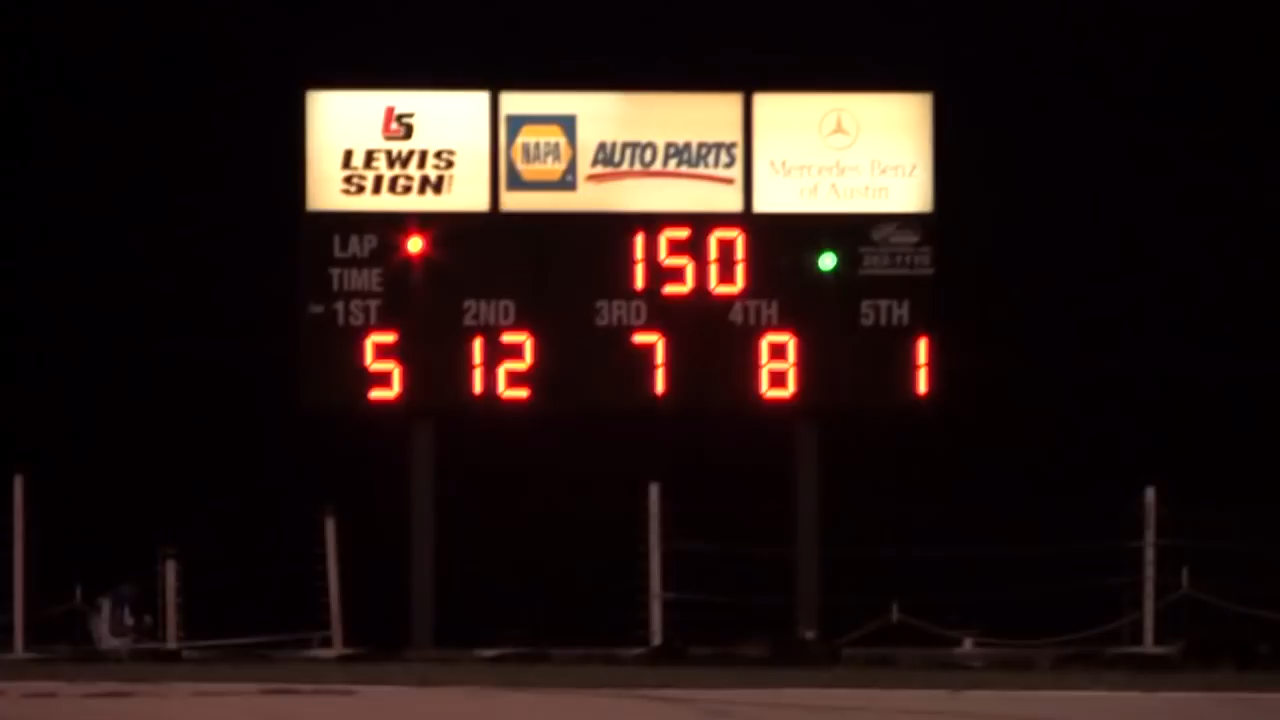 LS
LEWIS
SIGN
NAPA
AUTO PARTS
Mercedes Benz
of Austin
LAP
TIME
150
1ST 2ND 3RD 4TH 5TH
5 12 7 8 1